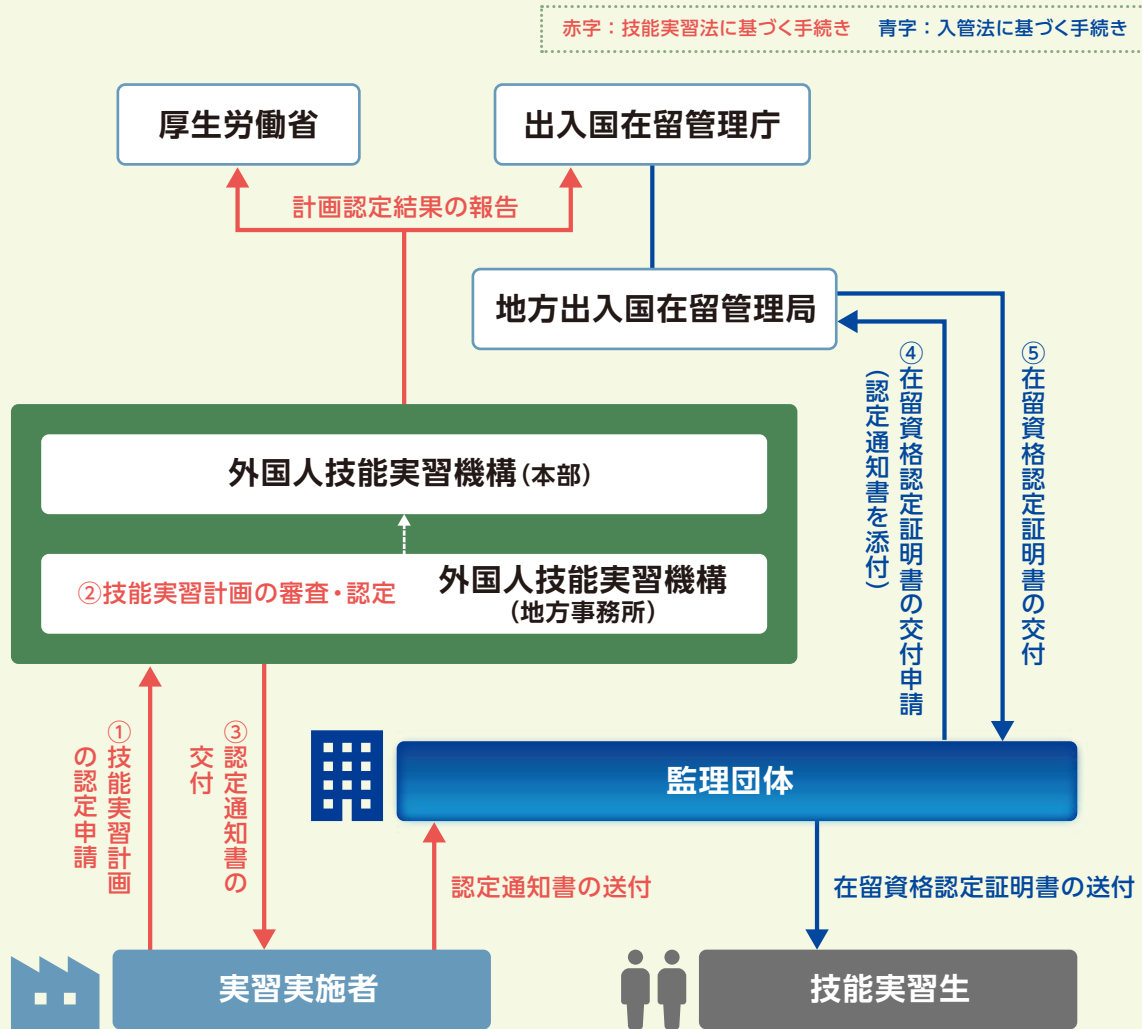 赤字：技能実習法に基づく手続き　青字：入管法に基づく手続き
厚生労働省
出入国在留管理庁
計画認定結果の報告
地方出入国在留管理局
④在留資格認定証明書の交付申請
（認定通知書を添付）
⑤在留資格認定証明書の交付
外国人技能実習機構（本部）
②技能実習計画の審査・認定
外国人技能実習機構
（地方事務所）
①技能実習計画
の認定申請
③認定通知書の
交付
監理団体
認定通知書の送付
在留資格認定証明書の送付
実習実施者
技能実習生